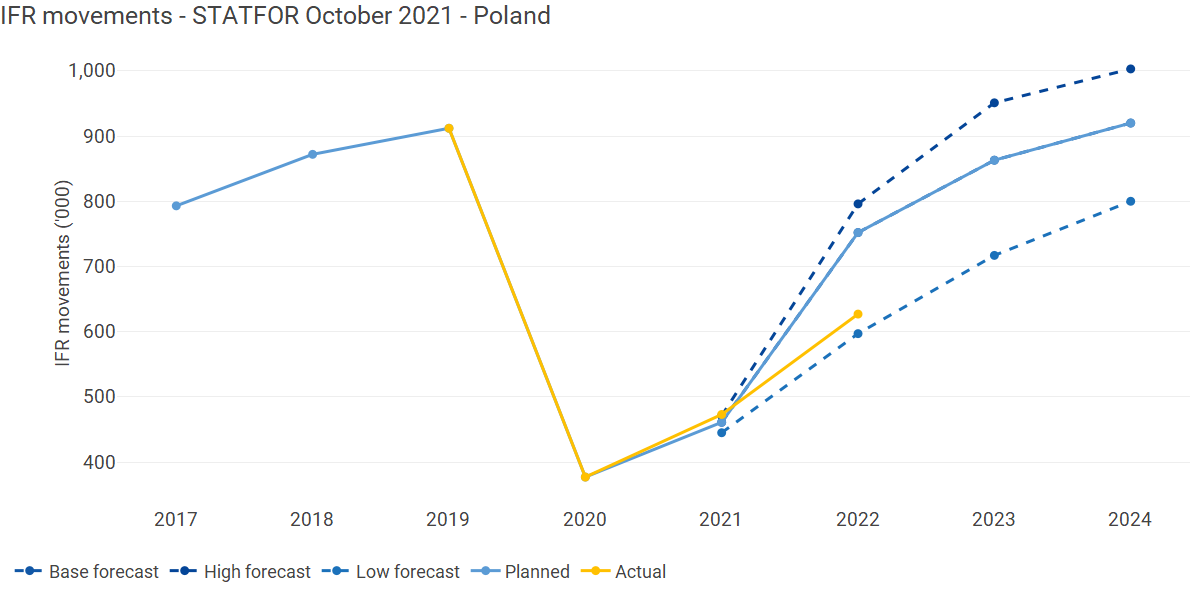 IFR movements - STATFOR October 2021 - Poland
IFR movements ('000)
1,000
900
800
700
600
500
400
2017 2018 2019 2020 2021 2022 2023 2024
Base forecast High forecast Low forecast Planned Actual